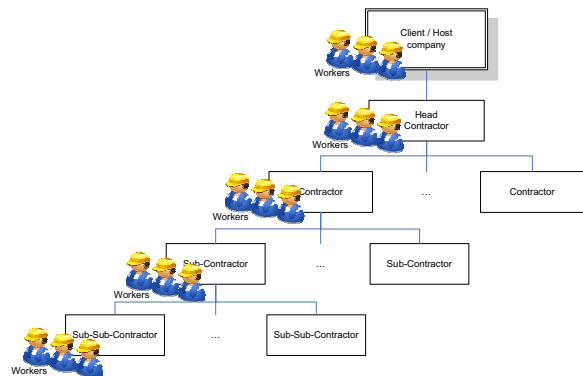 Client / Host
company
Workers
Head
Contractor
Workers
Contractor
...
Contractor
Workers
Sub-Contractor
...
Sub-Contractor
Workers
Sub-Sub-Contractor
...
Sub-Sub-Contractor
Workers